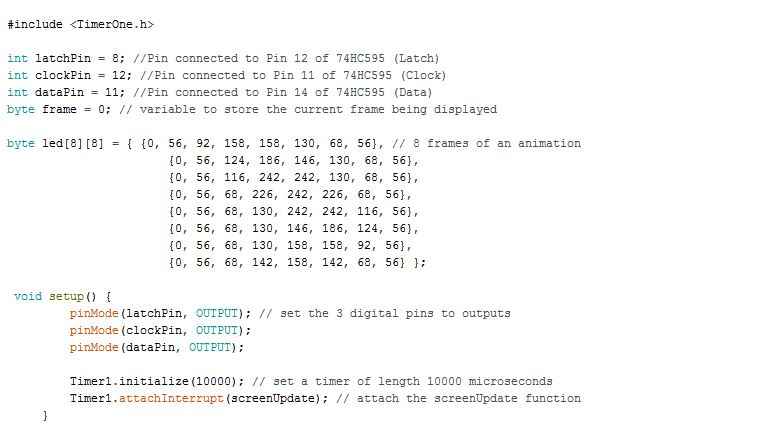 #include <TimerOne.h>
int latchPin = 8; //Pin connected to Pin 12 of 74HC595 (Latch)
int clockPin = 12; //Pin connected to Pin 11 of 74HC595 (Clock)
int dataPin = 11; //Pin connected to Pin 14 of 74HC595 (Data)
byte frame = 0; // variable to store the current frame being displayed
byte led[8][8] = { {0, 56, 92, 158, 158, 130, 68, 56}, // 8 frames of an animation
{0, 56, 124, 186, 146, 130, 68, 56},
{0, 56, 116, 242, 242, 130, 68, 56},
{0, 56, 68, 226, 242, 226, 68, 56},
{0, 56, 68, 130, 242, 242, 116, 56},
{0, 56, 68, 130, 146, 186, 124, 56},
{0, 56, 68, 130, 158, 158, 92, 56},
{0, 56, 68, 142, 158, 142, 68, 56} };
void setup() {
pinMode(latchPin, OUTPUT); // set the 3 digital pins to outputs
pinMode(clockPin, OUTPUT);
pinMode(dataPin, OUTPUT);
Timer1.initialize(10000); // set a timer of length 10000 microseconds
Timer1.attachInterrupt(screenUpdate); // attach the screenUpdate function
}